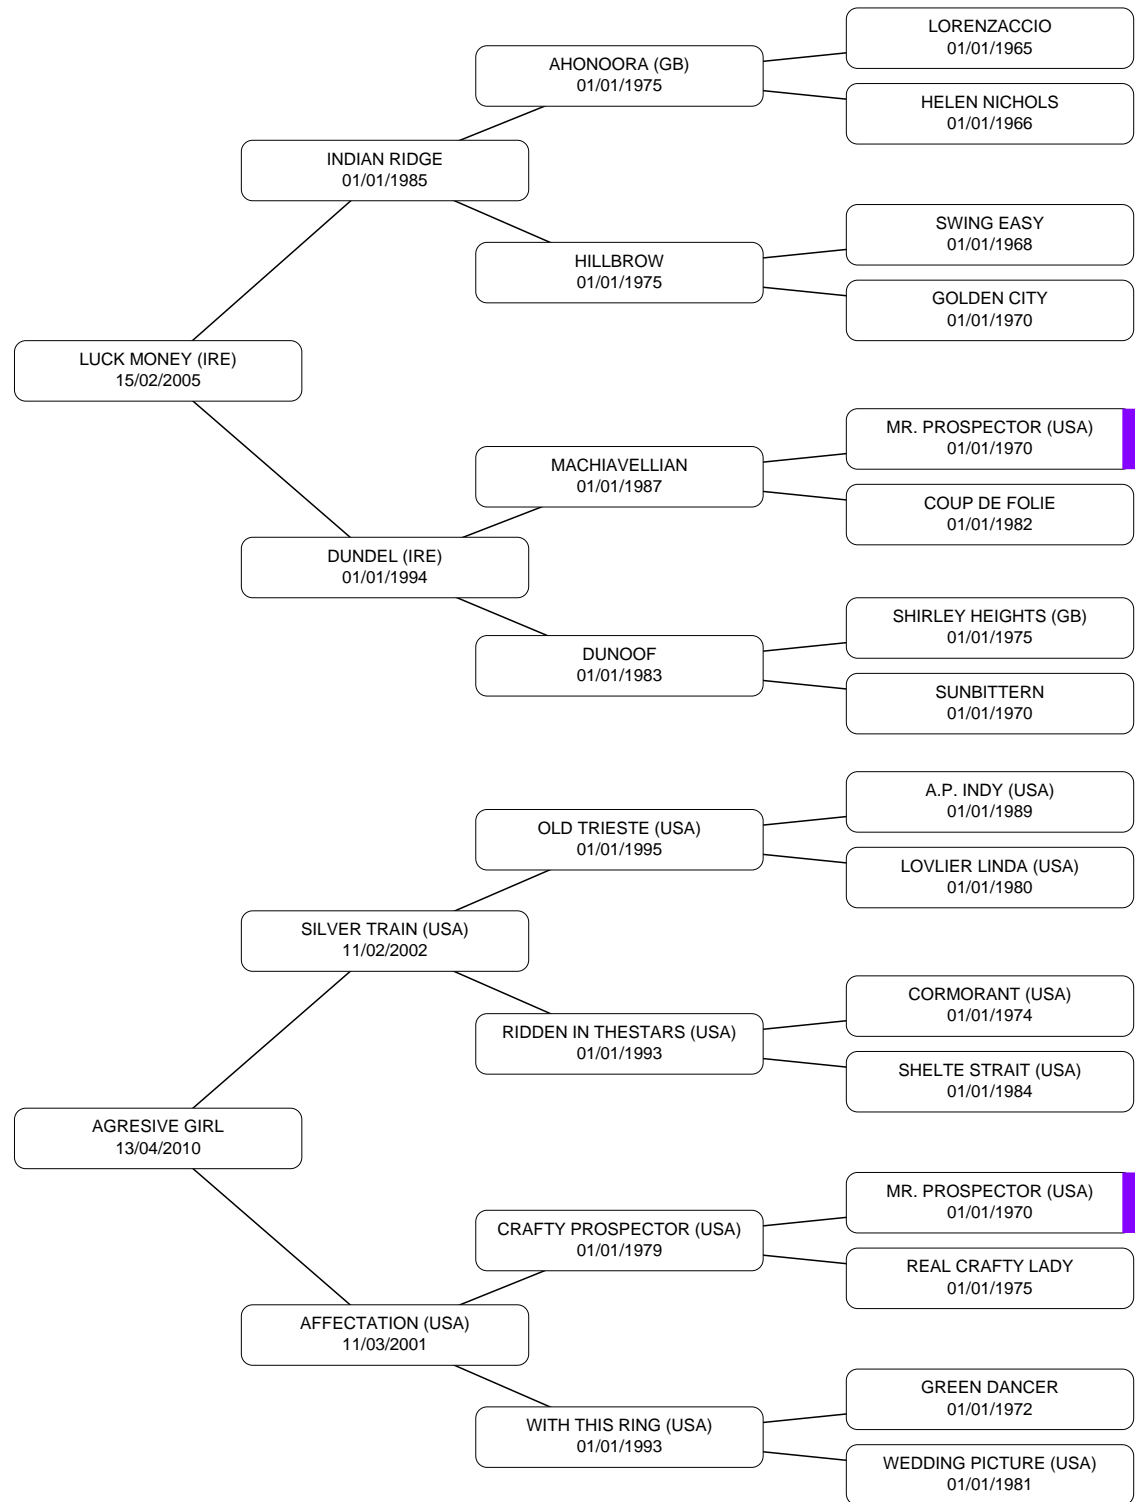 LORENZACCIO
01/01/1965
AHONOORA (GB)
01/01/1975
HELEN NICHOLS
01/01/1966
INDIAN RIDGE
01/01/1985
SWING EASY
01/01/1968
HILLBROW
01/01/1975
GOLDEN CITY
01/01/1970
LUCK MONEY (IRE)
15/02/2005
MR. PROSPECTOR (USA)
01/01/1970
MACHIAVELLIAN
01/01/1987
COUP DE FOLIE
01/01/1982
DUNDEL (IRE)
01/01/1994
SHIRLEY HEIGHTS (GB)
01/01/1975
DUNOOF
01/01/1983
SUNBITTERN
01/01/1970
A.P. INDY (USA)
01/01/1989
OLD TRIESTE (USA)
01/01/1995
LOVLIER LINDA (USA)
01/01/1980
SILVER TRAIN (USA)
11/02/2002
CORMORANT (USA)
01/01/1974
RIDDEN IN THESTARS (USA)
01/01/1993
SHELTE STRAIT (USA)
01/01/1984
AGRESIVE GIRL
13/04/2010
MR. PROSPECTOR (USA)
01/01/1970
CRAFTY PROSPECTOR (USA)
01/01/1979
REAL CRAFTY LADY
01/01/1975
AFFECTATION (USA)
11/03/2001
GREEN DANCER
01/01/1972
WITH THIS RING (USA)
01/01/1993
WEDDING PICTURE (USA)
01/01/1981